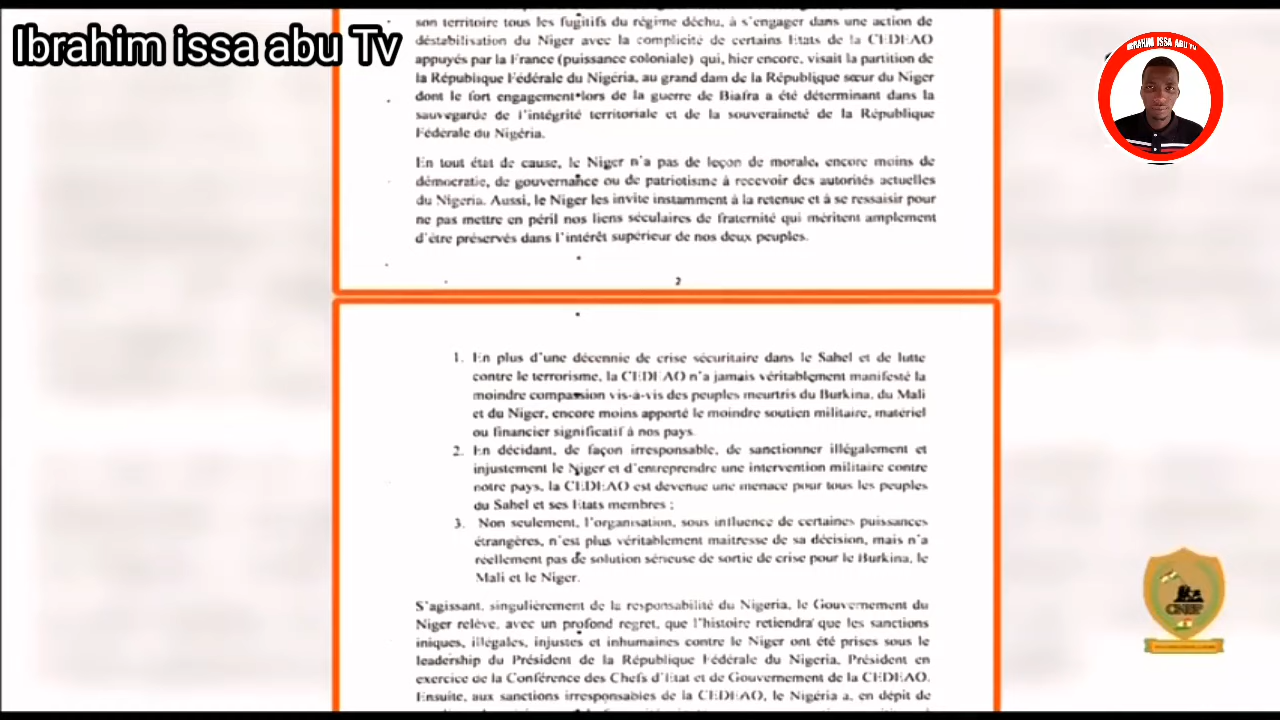 Ibrahim issa abu Tv
IBRAHIM ISSA ABU TV
son territoire tous les fugitifs du régime déchu, à s'engager dans une action de
déstabilisation du Niger avec la complicité de certains Etats de la CEDEAO
appuyés par la France (puissance coloniale) qui, hier encore, visait la partition de
la République Fédérale du Nigéria, au grand dam de la République sœur du Niger
dont le fort engagement lors de la guerre de Biafra a été déterminant dans la
sauvegarde de l'intégrité territoriale et de la souveraineté de la République
Fédérale du Nigéria.
En tout état de cause, le Niger n'a pas de leçon de morale, encore moins de
démocratie, de gouvernance ou de patriotisme à recevoir des autorités actuelles
du Nigeria. Aussi, le Niger les invite instamment à la retenue et à se ressaisir pour
ne pas mettre en péril nos liens séculaires de fraternité qui méritent amplement
d'être préservés dans l'intérêt supérieur de nos deux peuples.
2
1. En plus d'une décennie de crise sécuritaire dans le Sahel et de lutte
contre le terrorisme, la CEDEAO n'a jamais véritablement manifesté la
moindre compassion vis-à-vis des peuples meurtris du Burkina, du Mali
et du Niger, encore moins apporté le moindre soutien militaire, matériel
ou financier significatif à nos pays.
2. En décidant, de façon irresponsable, de sanctionner illégalement et
injustement le Niger et d'entreprendre une intervention militaire contre
notre pays, la CEDEAO est devenue une menace pour tous les peuples
du Sahel et ses Etats membres ;
3. Non seulement, l'organisation, sous influence de certaines puissances
étrangères, n'est plus véritablement maitresse de sa décision, mais n'a
réellement pas de solution sérieuse de sortie de crise pour le Burkina, le
Mali et le Niger.
S'agissant, singulièrement de la responsabilité du Nigeria, le Gouvernement du
Niger relève, avec un profond regret, que l'histoire retiendra que les sanctions
iniques, illégales, injustes et inhumaines contre le Niger ont été prises sous le
leadership du Président de la République Fédérale du Nigeria, Président en
exercice de la Conférence des Chefs d'Etat et de Gouvernement de la CEDEAO.
Ensuite, aux sanctions irresponsables de la CEDEAO, le Nigéria a, en dépit de
CNSP